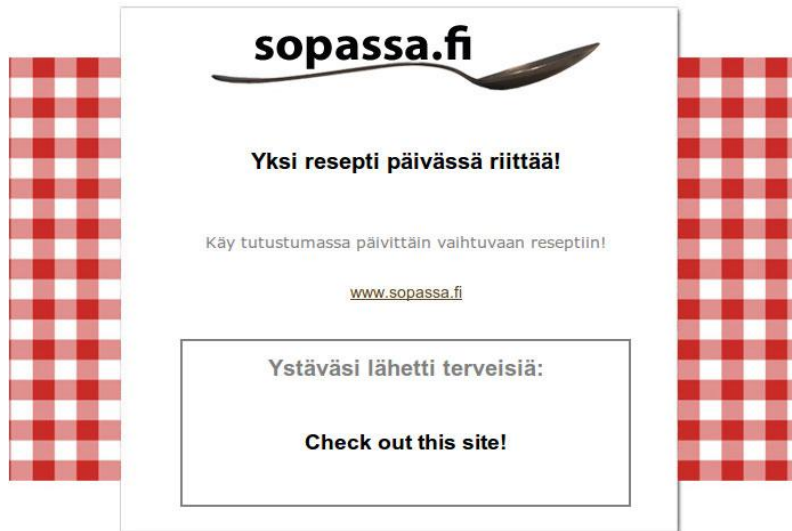 sopassa.fi
Yksi resepti päivässä riittää!
Käy tutustumassa päivittäin vaihtuvaan reseptiin!
www.sopassa.fi
Ystäväsi lähetti terveisiä:
Check out this site!